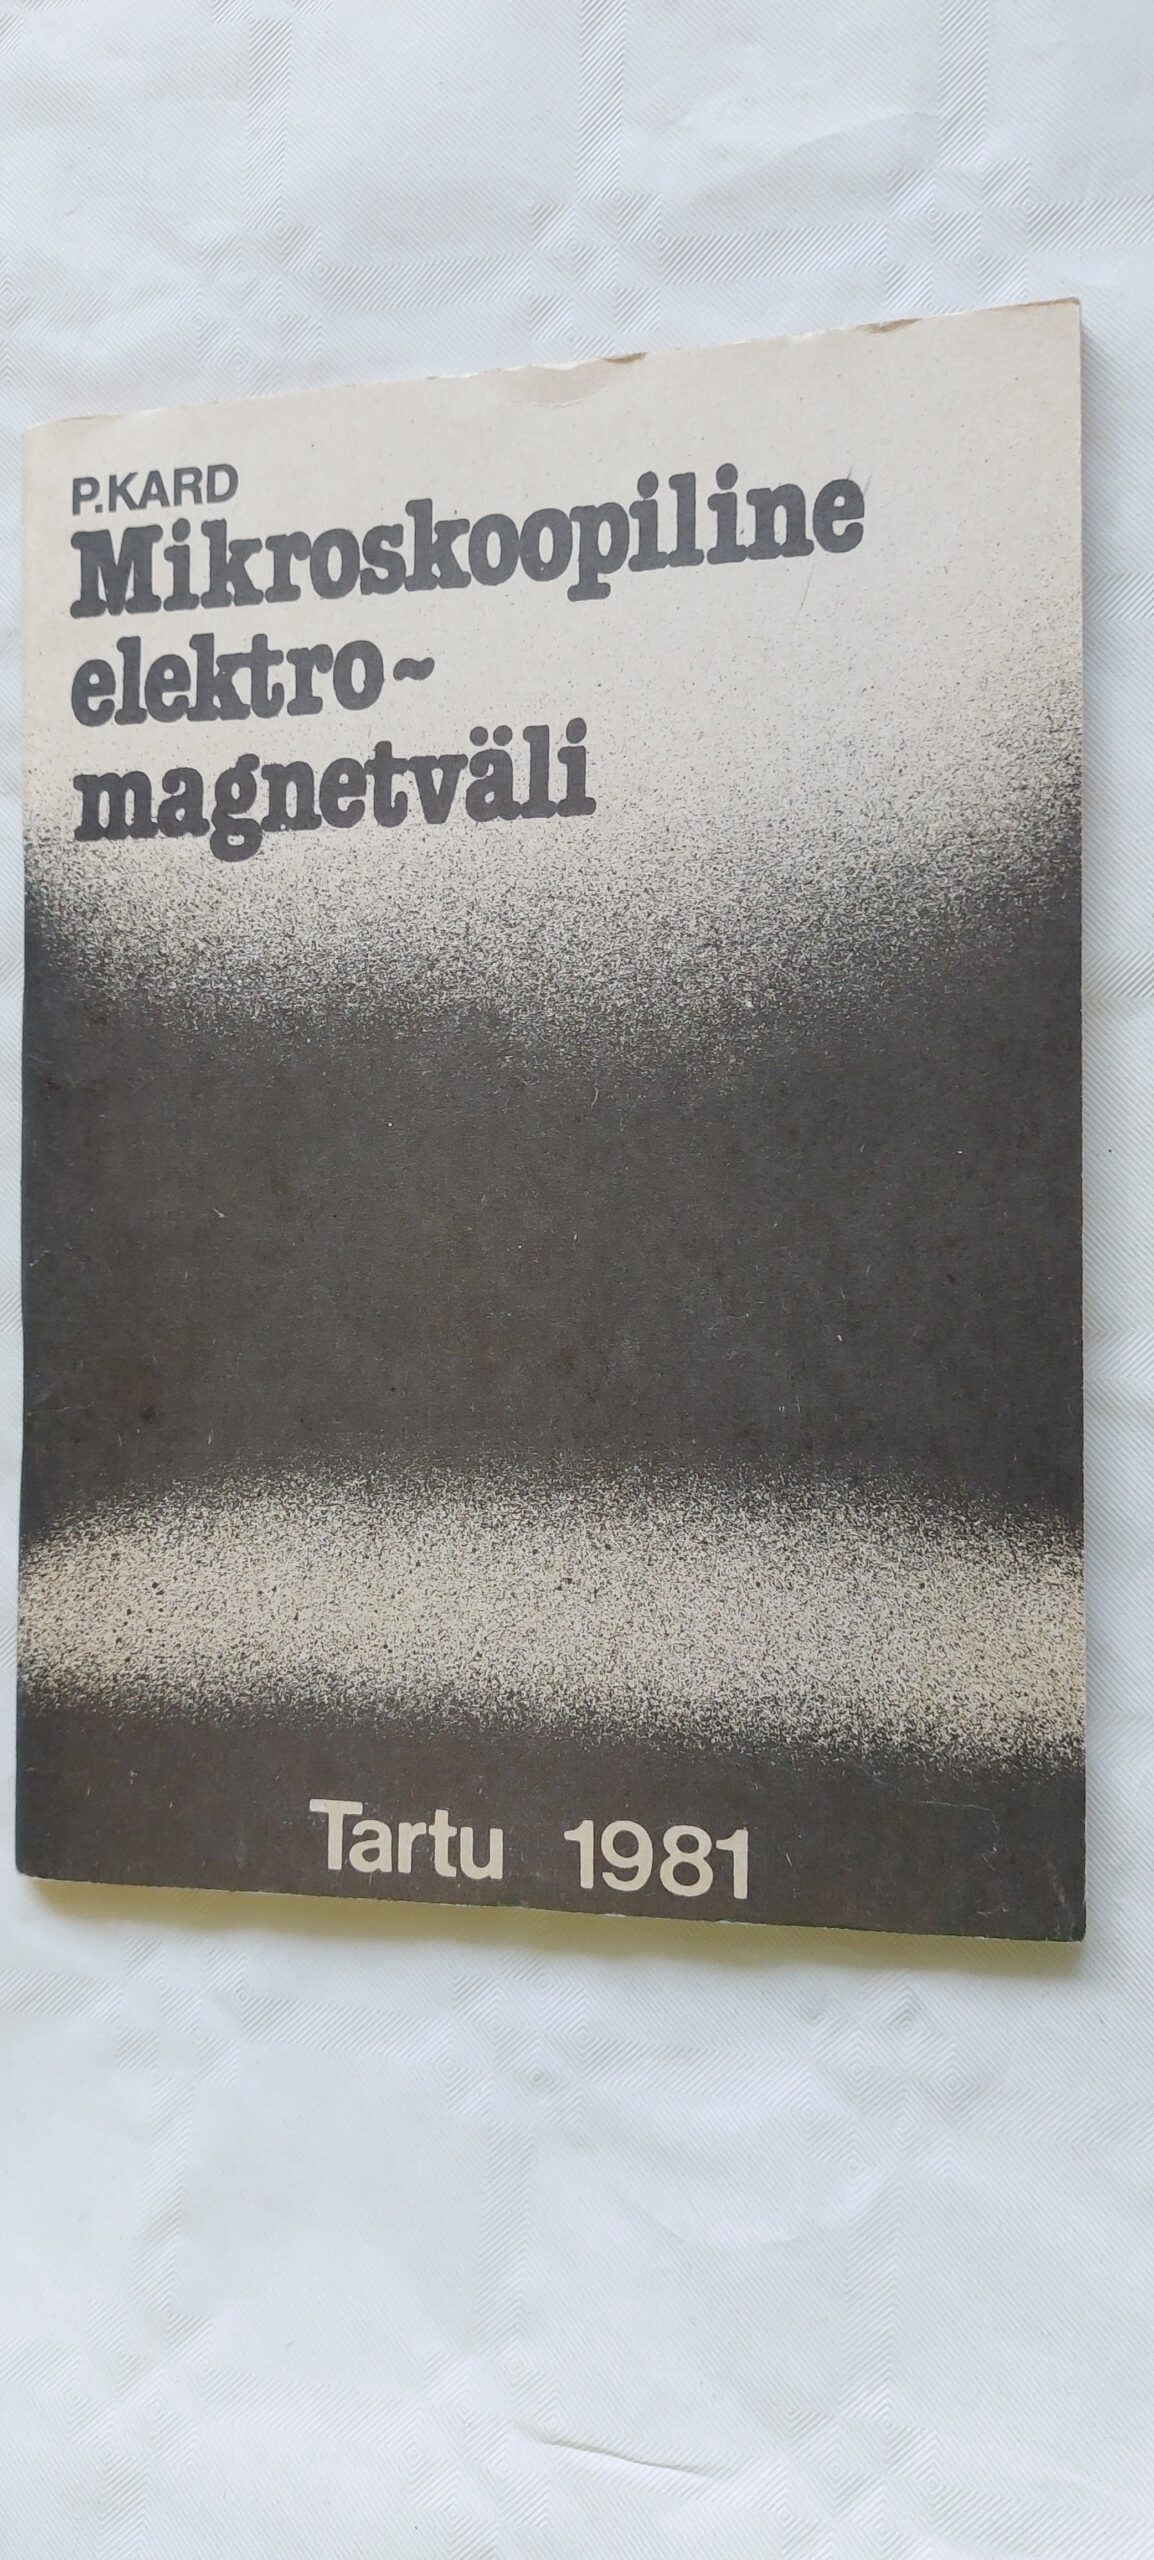 P.KARD
Mikroskoopiline
elektro-
magnetväli
Tartu 1981